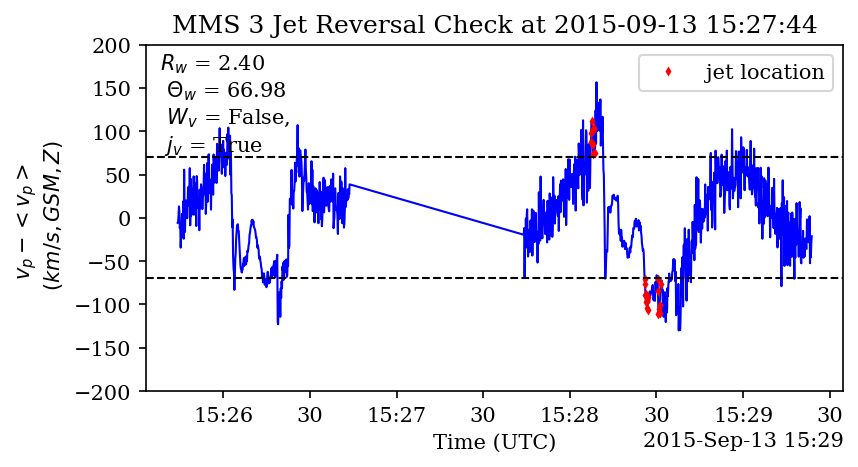 MMS 3 Jet Reversal Check at 2015-09-13 15:27:44
R_w = 2.40
Θ_w = 66.98
W_v = False,
j_v = True
jet location
v_p − < v_p >
(km/s, GSM, Z)
200
150
100
50
0
−50
−100
−150
−200
15:26 30 15:27 30 15:28 30 15:29 30
Time (UTC)
2015-Sep-13 15:29